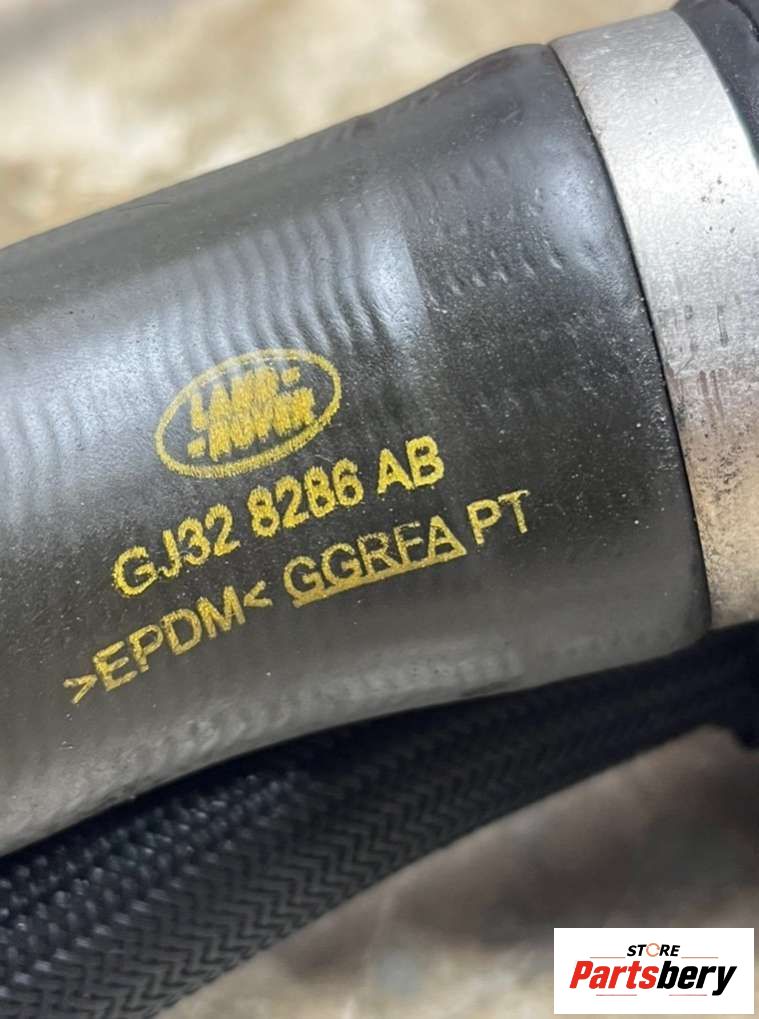 LAND-
-ROVER
GJ32 8286 AB
>EPDM< GGRFA PT
STORE
Partsbery